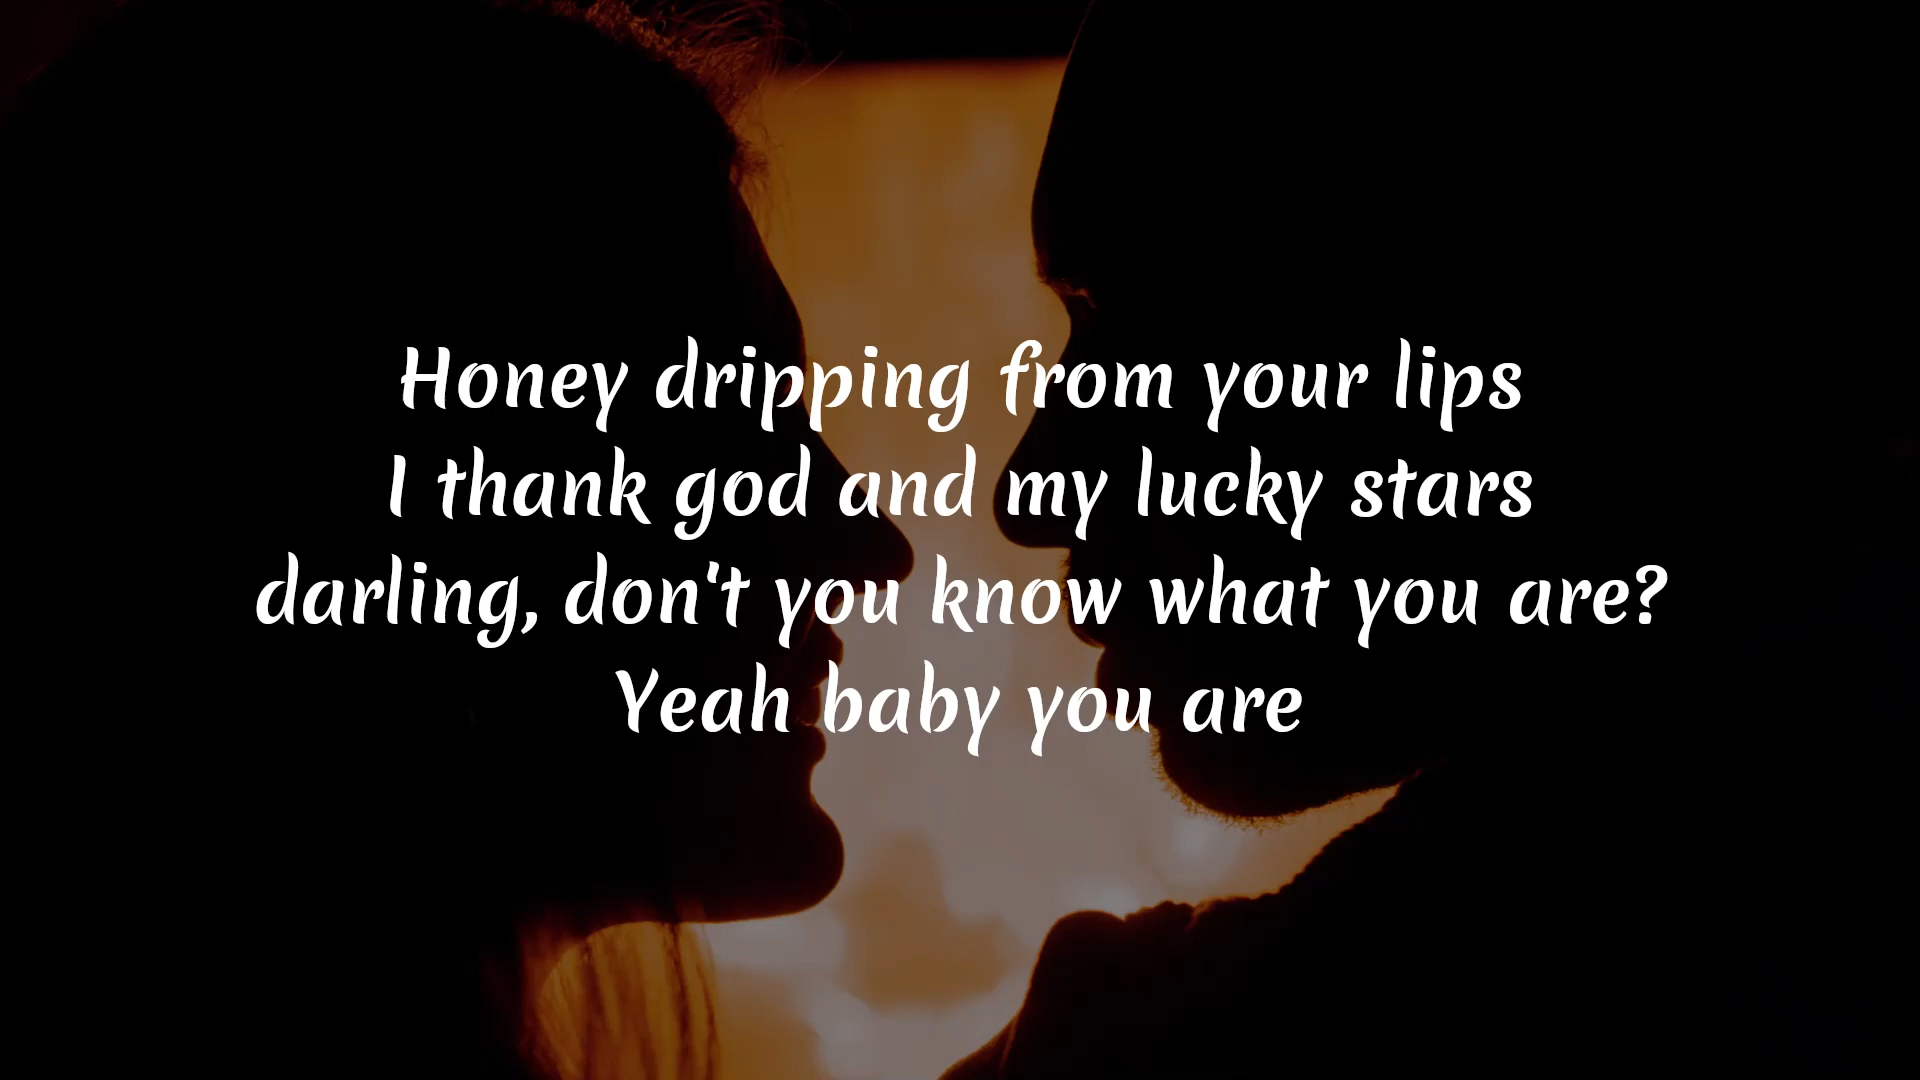 Honey dripping from your lips
I thank god and my lucky stars
darling, don't you know what you are?
Yeah baby you are